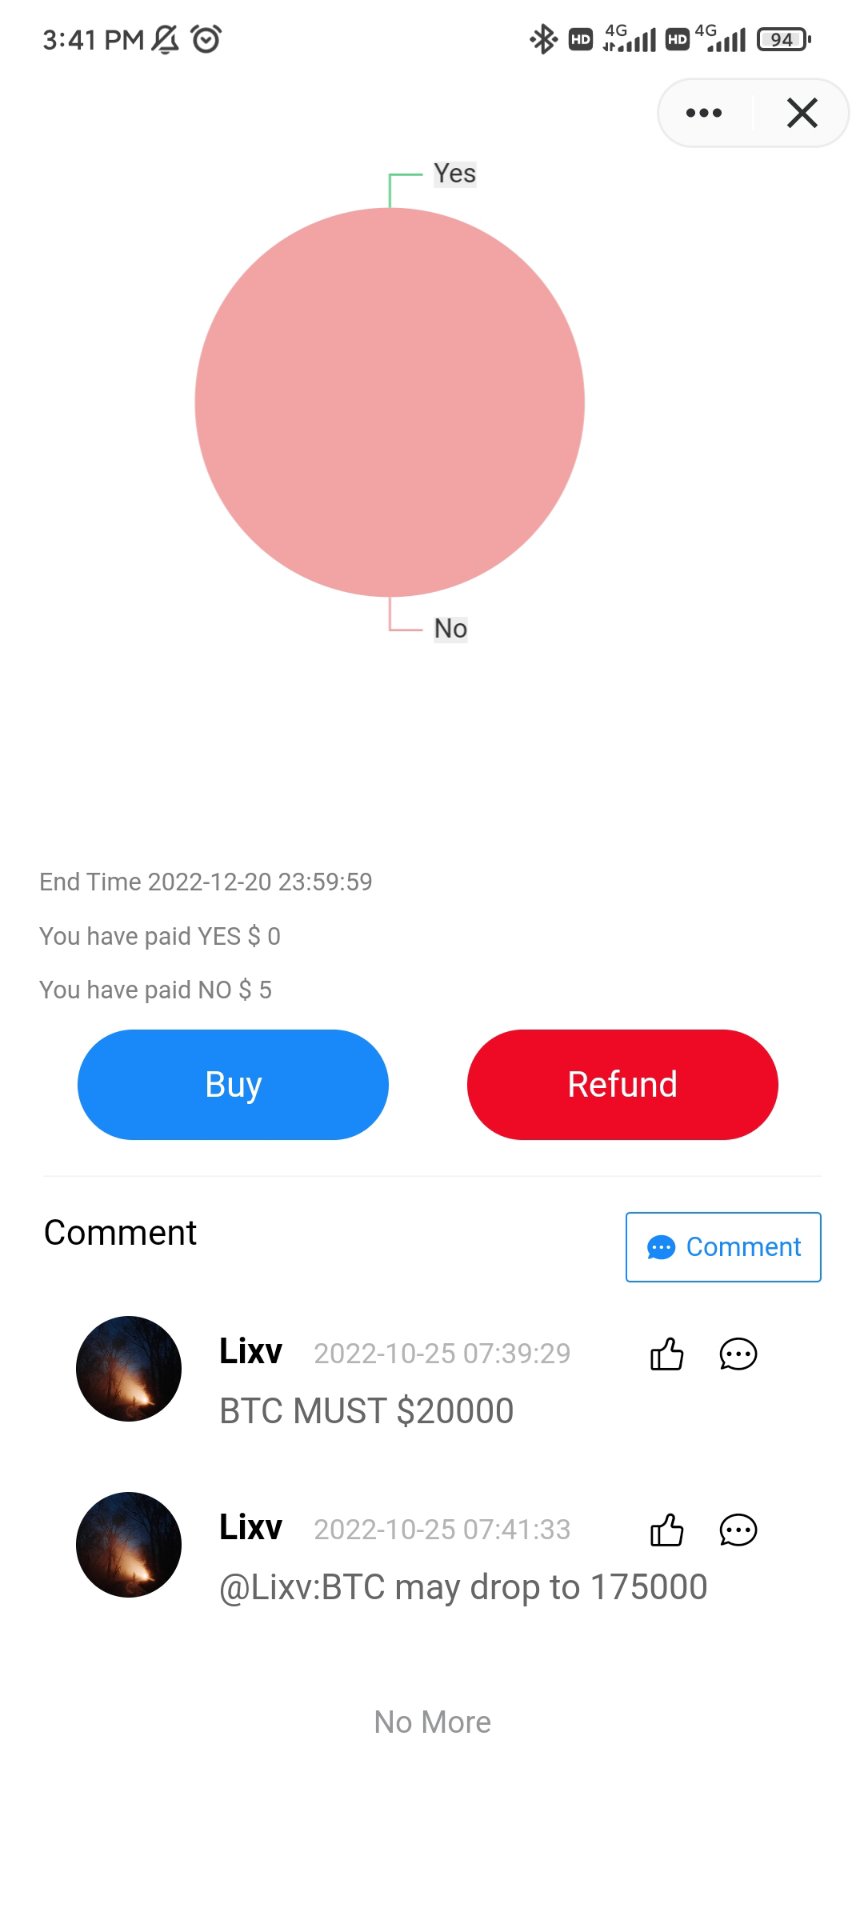 3:41 PM
HD 4G HD 4G 94
Yes
No
End Time 2022-12-20 23:59:59
You have paid YES $ 0
You have paid NO $ 5
Buy
Refund
Comment
Comment
Lixv 2022-10-25 07:39:29
BTC MUST $20000
Lixv 2022-10-25 07:41:33
@Lixv:BTC may drop to 175000
No More